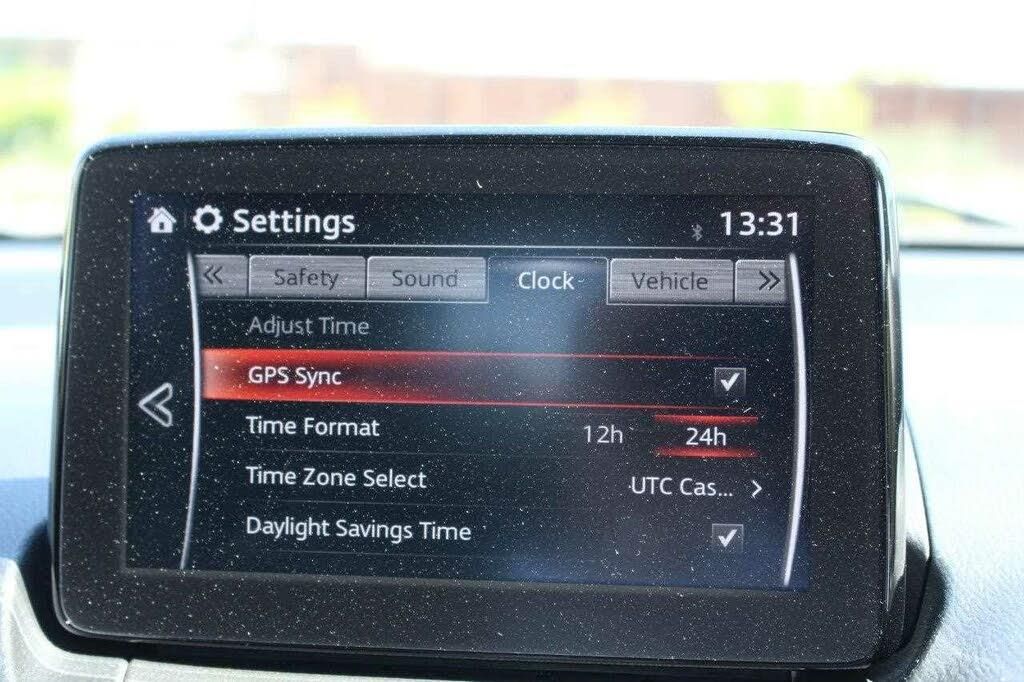 Settings 13:31
« Safety Sound Clock Vehicle »
Adjust Time
GPS Sync
Time Format 12h 24h
Time Zone Select UTC Cas... >
Daylight Savings Time